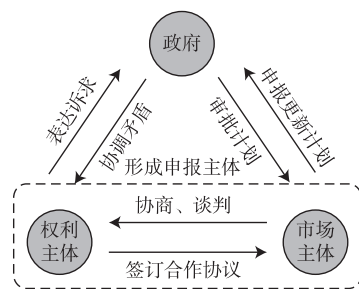 政府
表达诉求
协调矛盾
审批计划
申报更新计划
形成申报主体
权利
主体
协商、谈判
签订合作协议
市场
主体